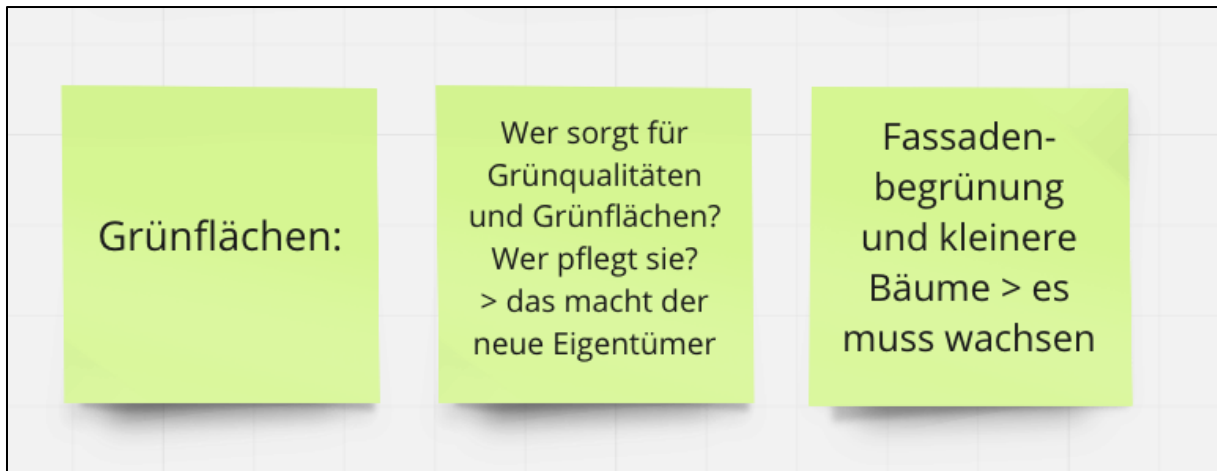 Grünflächen:
Wer sorgt für
Grünqualitäten
und Grünflächen?
Wer pflegt sie?
> das macht der
neue Eigentümer
Fassaden-
begrünung
und kleinere
Bäume > es
muss wachsen